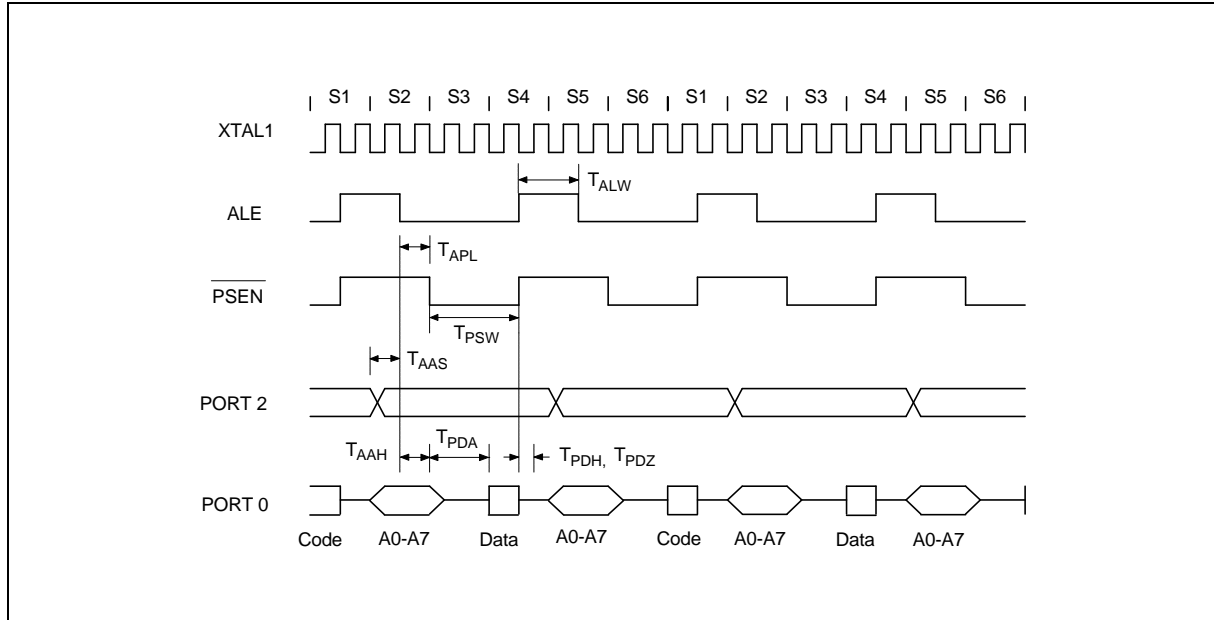 S1 S2 S3 S4 S5 S6 S1 S2 S3 S4 S5 S6
XTAL1
TALW
ALE
TAPL
PSEN
TPSW
TAAS
PORT 2
TAAH TPDA TPDH, TPDZ
PORT 0
Code A0-A7 Data A0-A7 Code A0-A7 Data A0-A7